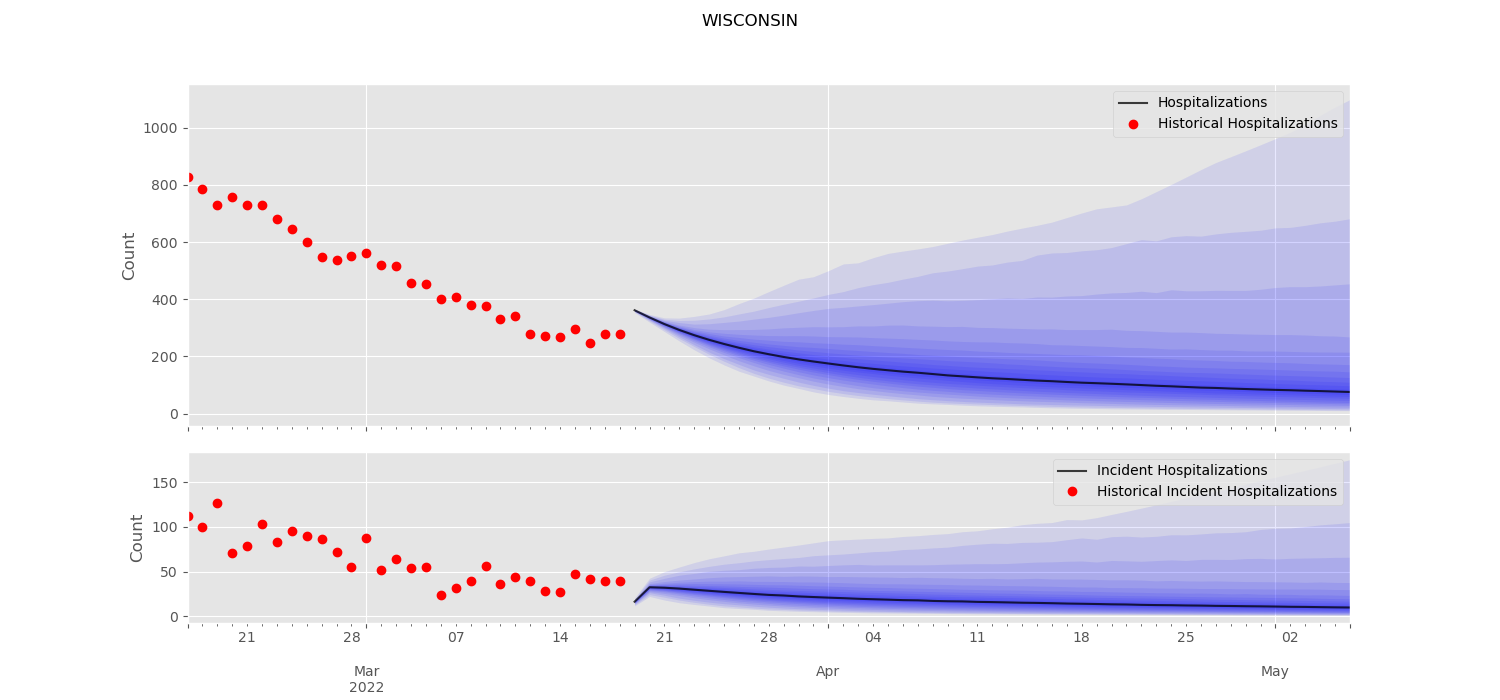 WISCONSIN
Hospitalizations
Historical Hospitalizations
Count
1000
800
600
400
200
0
Incident Hospitalizations
Historical Incident Hospitalizations
Count
150
100
50
0
21 28 07 14 21 28 04 11 18 25 02
Mar Apr May
2022